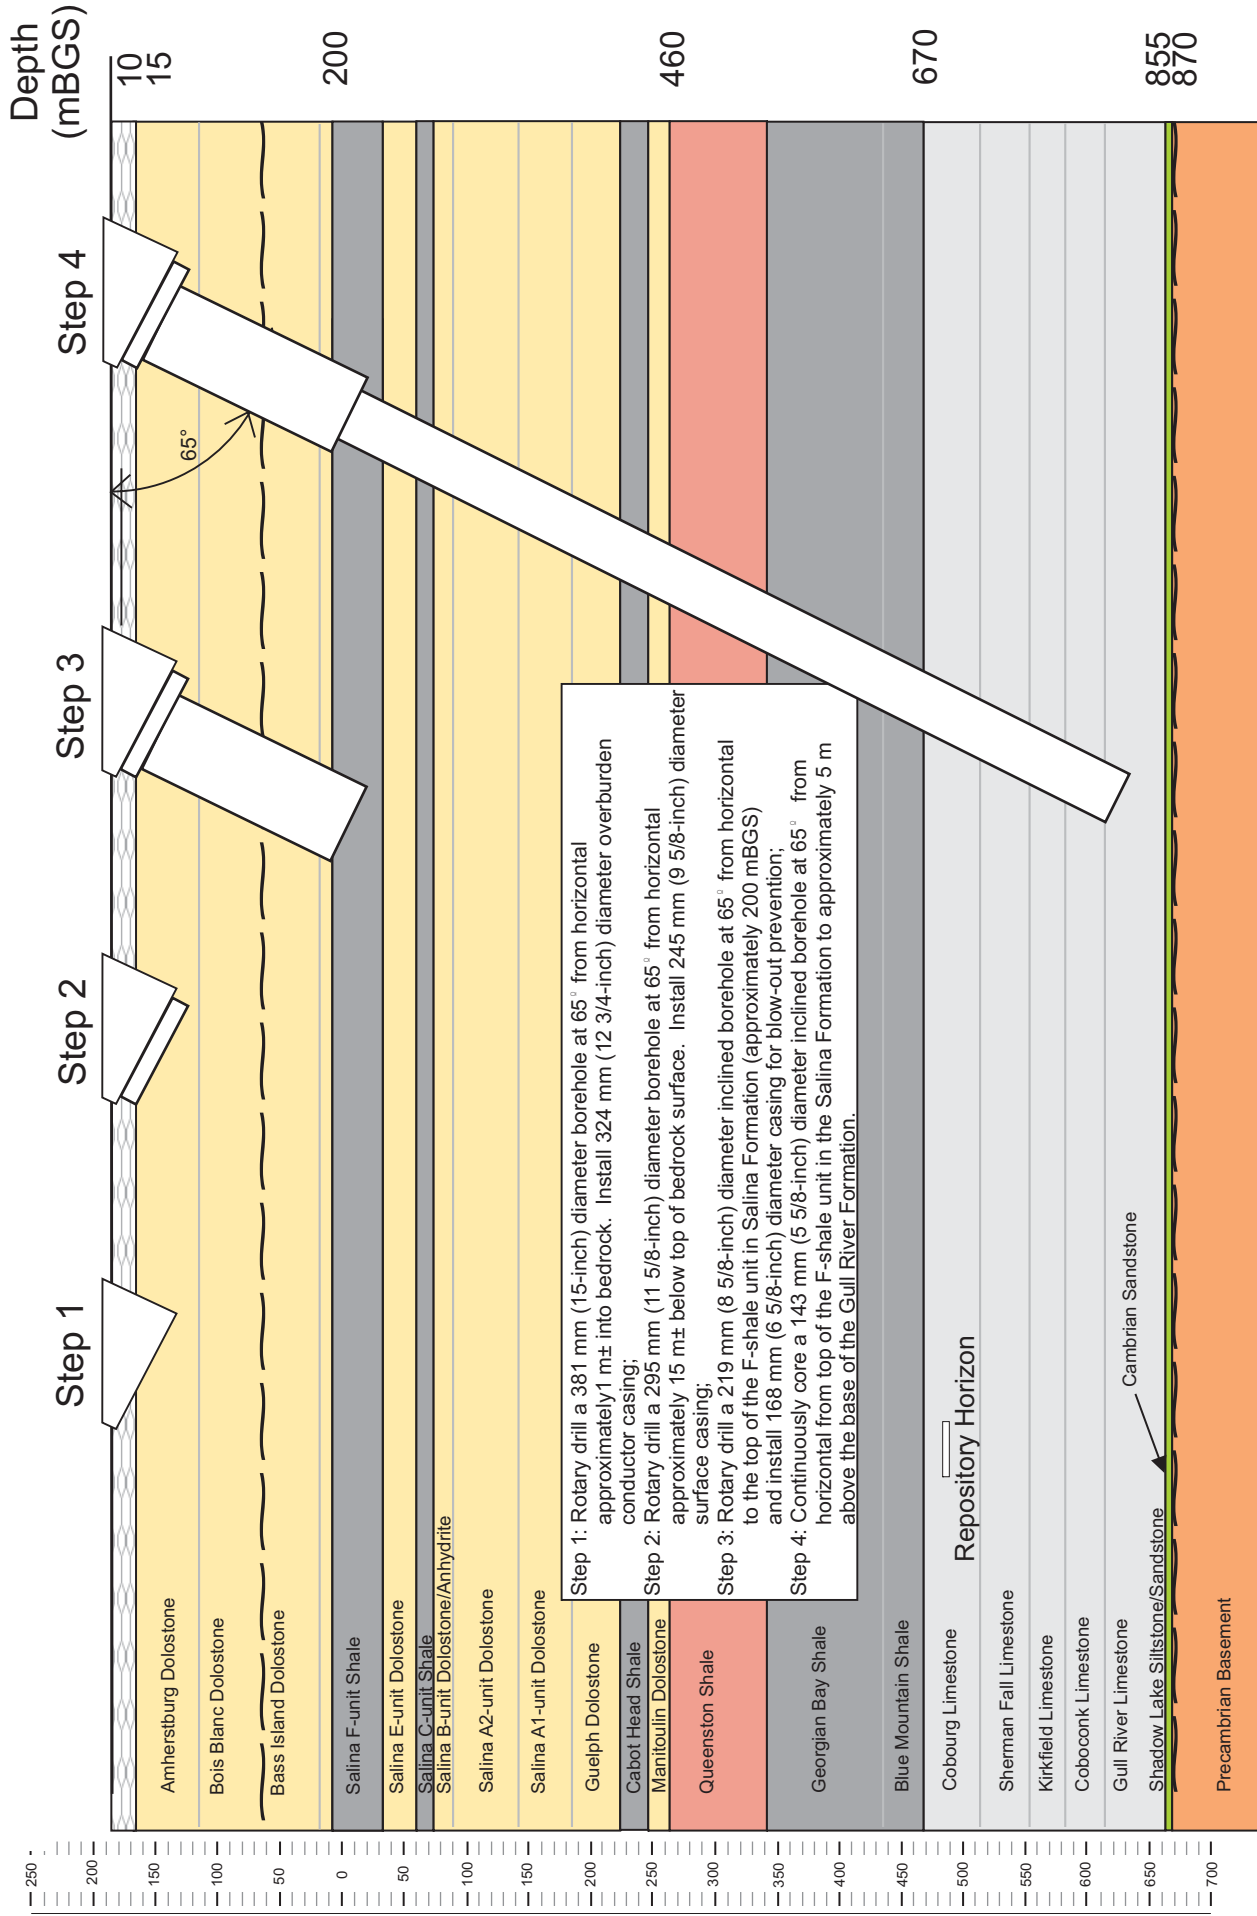 Depth
(mBGS)
10
15
200
460
670
855
870
Step 1
Step 2
Step 3
Step 4
65°
Amherstburg Dolostone
Bois Blanc Dolostone
Bass Island Dolostone
Salina F-unit Shale
Salina E-unit Dolostone
Salina C-unit Shale
Salina B-unit Dolostone/Anhydrite
Salina A2-unit Dolostone
Salina A1-unit Dolostone
Guelph Dolostone
Cabot Head Shale
Manitoulin Dolostone
Queenston Shale
Georgian Bay Shale
Blue Mountain Shale
Cobourg Limestone
Sherman Fall Limestone
Kirkfield Limestone
Coboconk Limestone
Gull River Limestone
Shadow Lake Siltstone/Sandstone
Precambrian Basement
Step 1: Rotary drill a 381 mm (15-inch) diameter borehole at 65° from horizontal
approximately1 m± into bedrock. Install 324 mm (12 3/4-inch) diameter overburden
conductor casing;
Step 2: Rotary drill a 295 mm (11 5/8-inch) diameter borehole at 65° from horizontal
approximately 15 m± below top of bedrock surface. Install 245 mm (9 5/8-inch) diameter
surface casing;
Step 3: Rotary drill a 219 mm (8 5/8-inch) diameter inclined borehole at 65° from horizontal
to the top of the F-shale unit in Salina Formation (approximately 200 mBGS)
and install 168 mm (6 5/8-inch) diameter casing for blow-out prevention;
Step 4: Continuously core a 143 mm (5 5/8-inch) diameter inclined borehole at 65° from
horizontal from top of the F-shale unit in the Salina Formation to approximately 5 m
above the base of the Gull River Formation.
Repository Horizon
Cambrian Sandstone
250
200
150
100
50
0
50
100
150
200
250
300
350
400
450
500
550
600
650
700